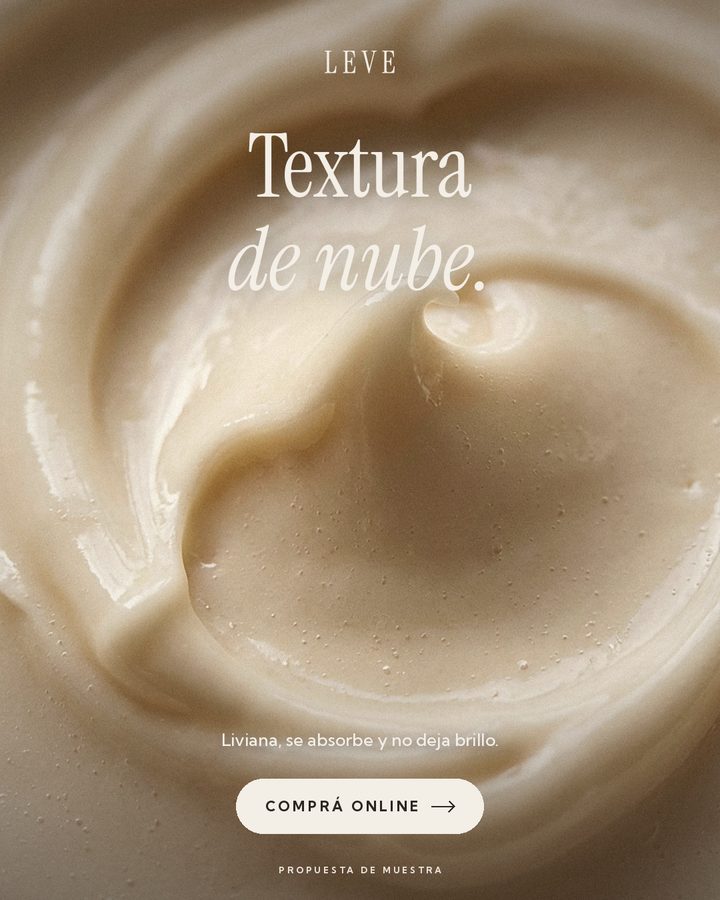 LEVE
Textura
de nube.
Liviana, se absorbe y no deja brillo.
COMPRÁ ONLINE →
PROPUESTA DE MUESTRA